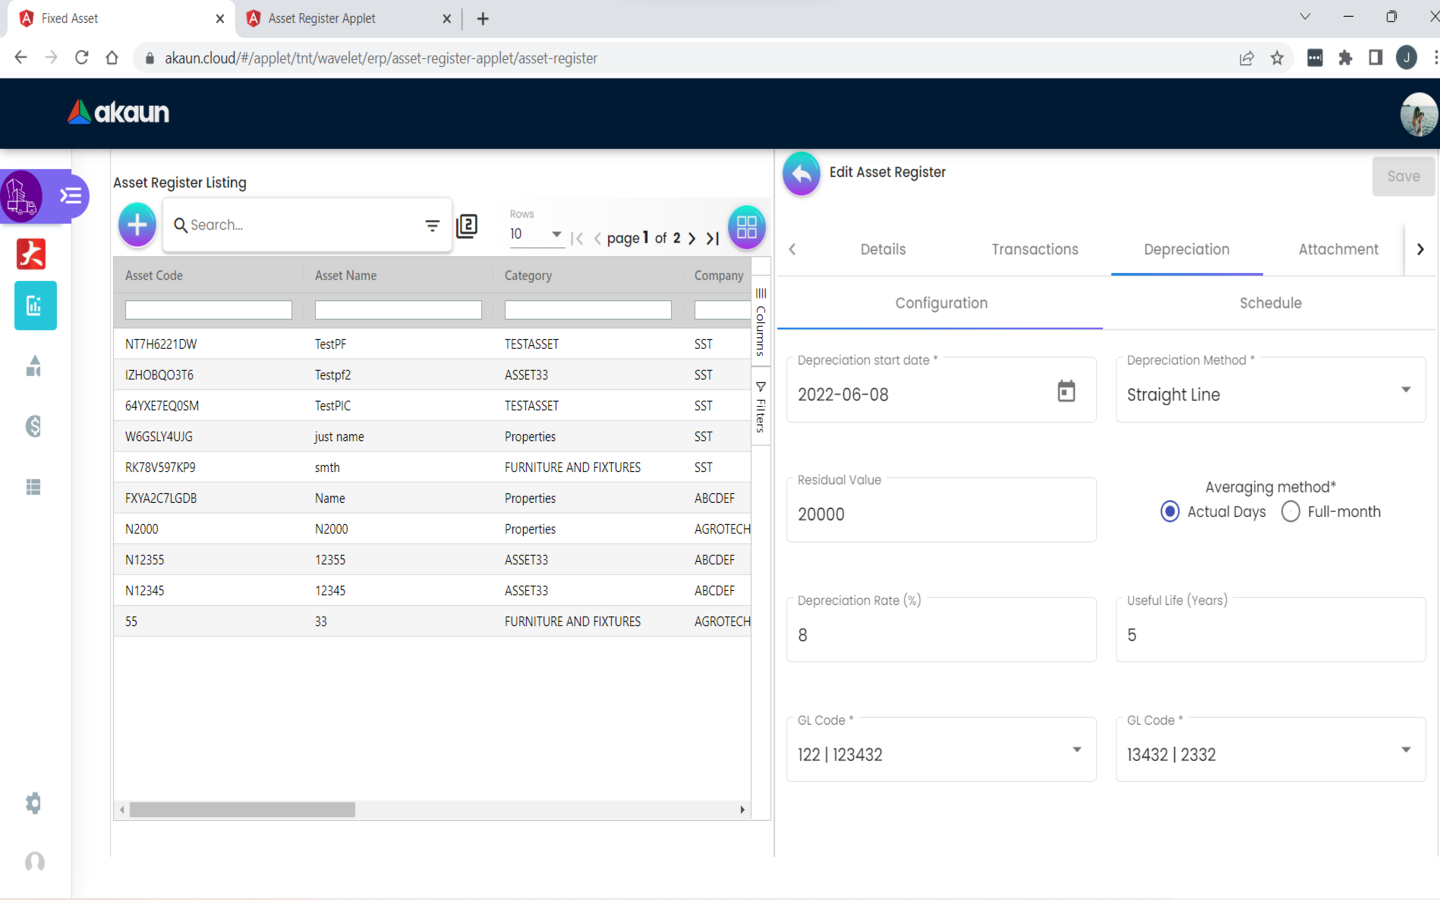 Fixed Asset
Asset Register Applet
akaun.cloud/#/applet/tnt/wavelet/erp/asset-register-applet/asset-register
J
akaun
Asset Register Listing
Search...
2
Rows
10
page 1 of 2
Asset Code Asset Name Category Company
NT7H6221DW TestPF TESTASSET SST
IZHOBQO3T6 Testpf2 ASSET33 SST
64YXE7EQ0SM TestPIC TESTASSET SST
W6GSLY4UJG just name Properties SST
RK78V597KP9 smth FURNITURE AND FIXTURES SST
FXYA2C7LGDB Name Properties ABCDEF
N2000 N2000 Properties AGROTECH
N12355 12355 ASSET33 ABCDEF
N12345 12345 ASSET33 ABCDEF
55 33 FURNITURE AND FIXTURES AGROTECH
Columns
Filters
Edit Asset Register
Save
Details Transactions Depreciation Attachment
Configuration Schedule
Depreciation start date *
2022-06-08
Depreciation Method *
Straight Line
Residual Value
20000
Averaging method*
Actual Days Full-month
Depreciation Rate (%)
8
Useful Life (Years)
5
GL Code *
122 | 123432
GL Code *
13432 | 2332